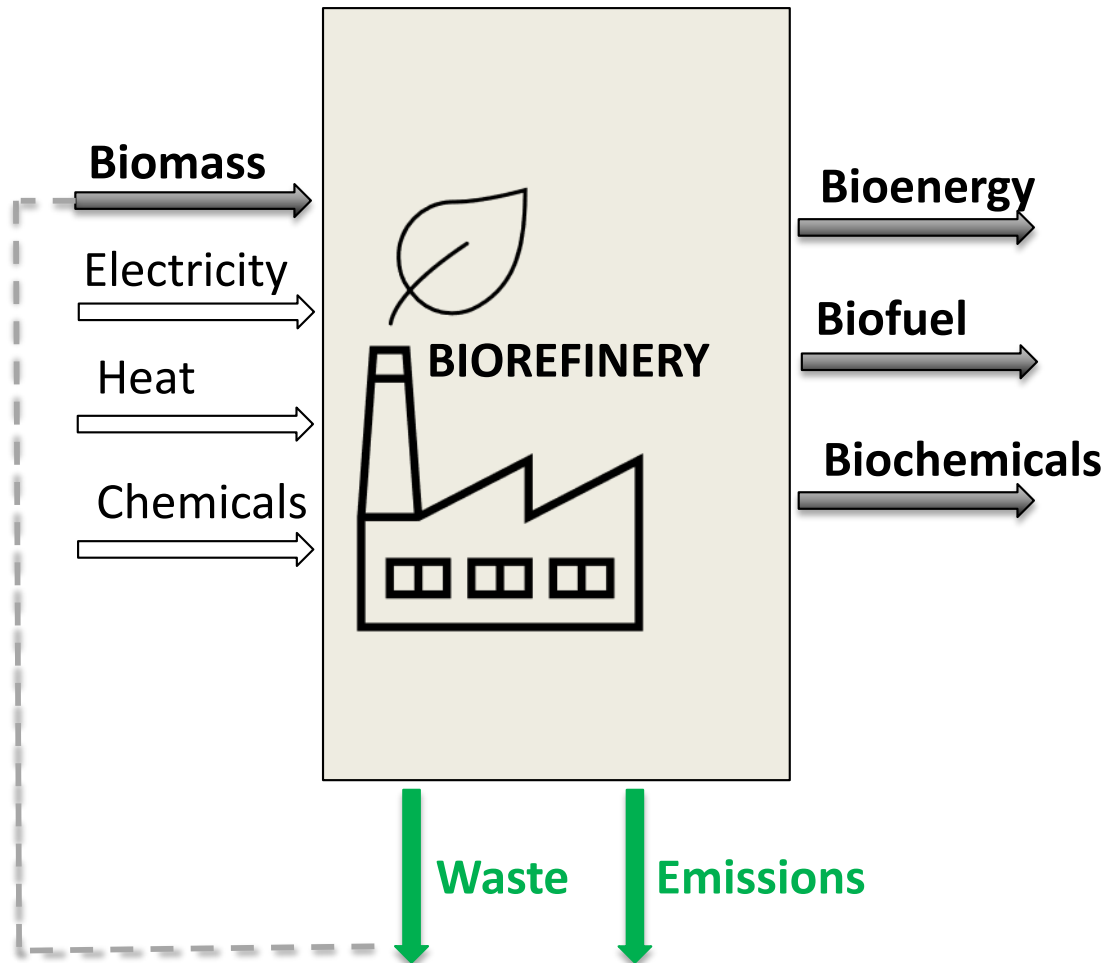 Biomass
Electricity
Heat
Chemicals
BIOREFINERY
Bioenergy
Biofuel
Biochemicals
Waste
Emissions